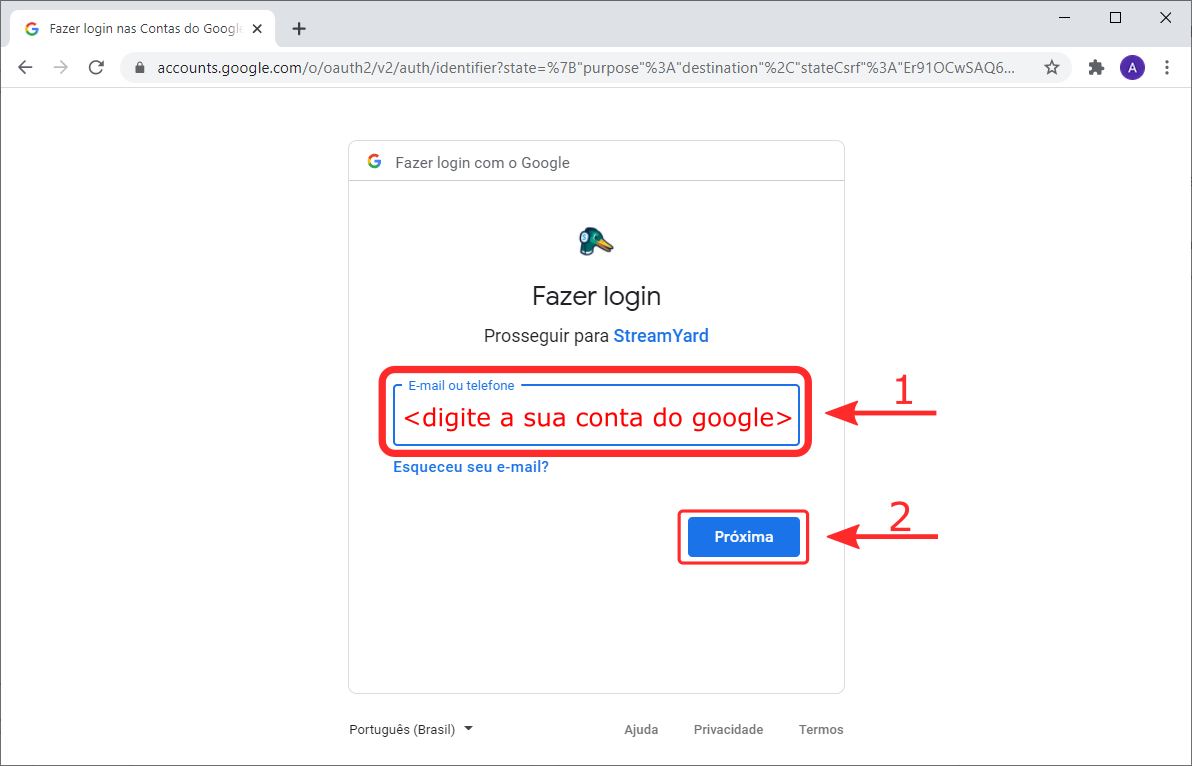 Fazer login nas Contas do Google
accounts.google.com/o/oauth2/v2/auth/identifier?state=%7B"purpose"%3A"destination"%2C"stateCsrf"%3A"Er91OCwSAQ6...
A
Fazer login com o Google
Fazer login
Prosseguir para StreamYard
E-mail ou telefone
<digite a sua conta do google>
1
Esqueceu seu e-mail?
Próxima
2
Português (Brasil)
Ajuda Privacidade Termos